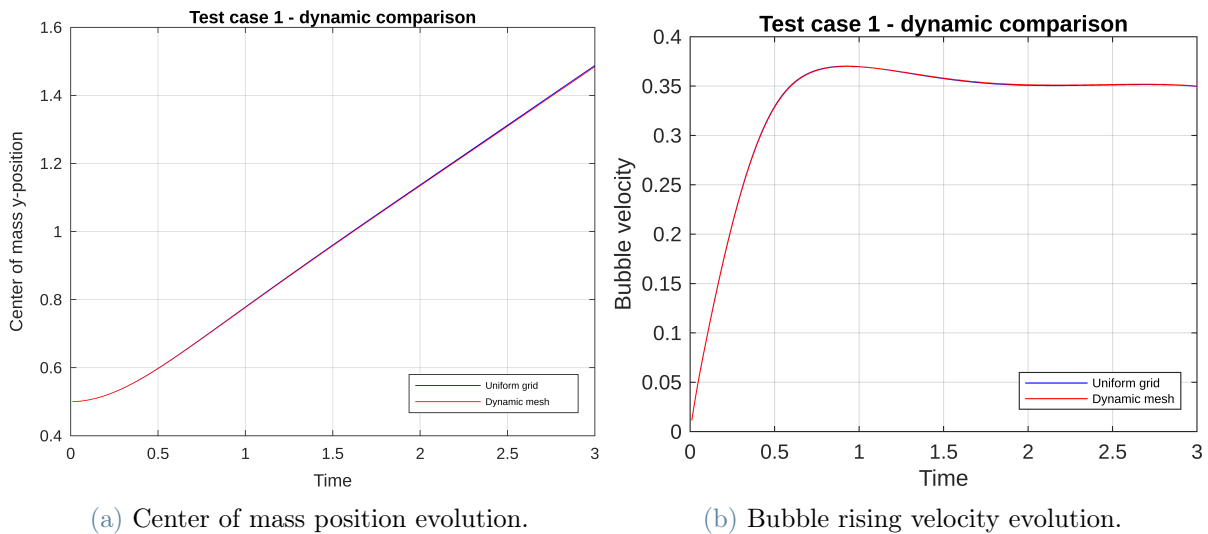 Test case 1 - dynamic comparison
1.6
1.4
1.2
1
0.8
0.6
0.4
0
0.5
1
1.5
2
2.5
3
Center of mass y-position
Time
Uniform grid
Dynamic mesh
(a) Center of mass position evolution.
Test case 1 - dynamic comparison
0.4
0.35
0.3
0.25
0.2
0.15
0.1
0.05
0
0
0.5
1
1.5
2
2.5
3
Bubble velocity
Time
Uniform grid
Dynamic mesh
(b) Bubble rising velocity evolution.